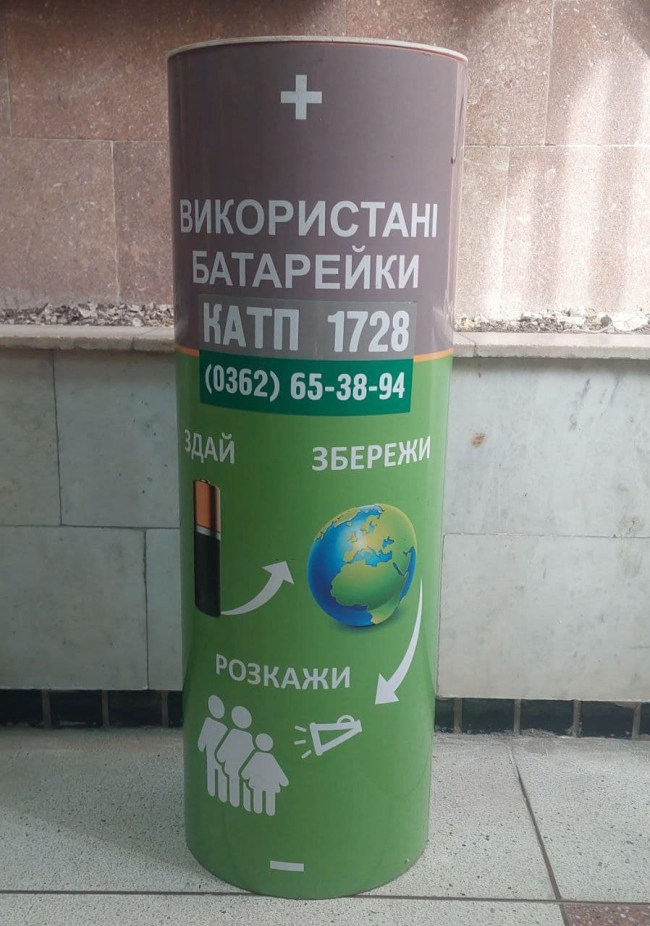 +
ВИКОРИСТАНІ
БАТАРЕЙКИ
КАТП 1728
(0362) 65-38-94
ЗДАЙ
ЗБЕРЕЖИ
РОЗКАЖИ
−